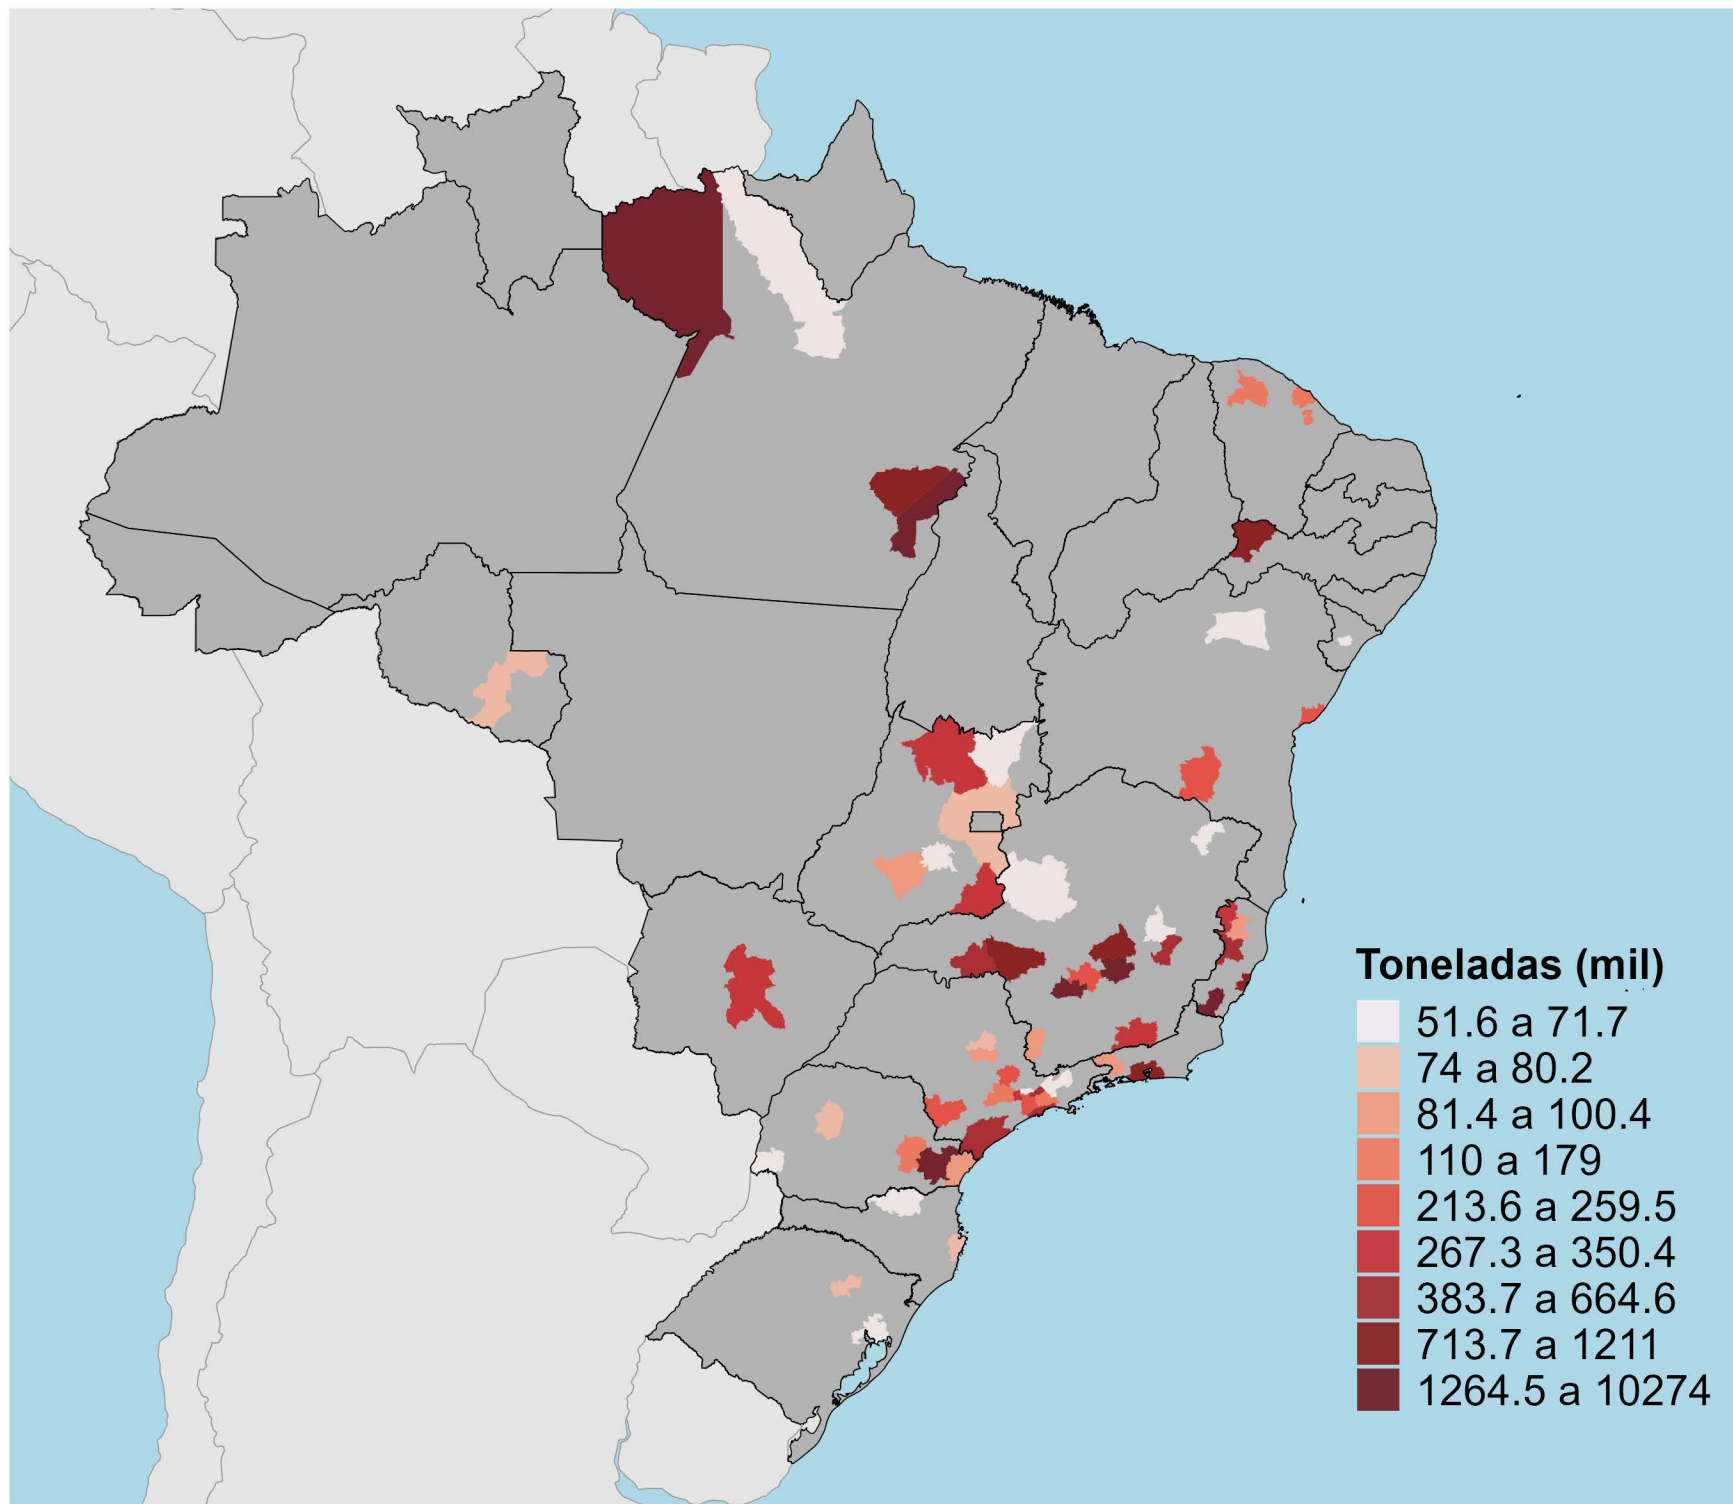 Toneladas (mil)
51.6 a 71.7
74 a 80.2
81.4 a 100.4
110 a 179
213.6 a 259.5
267.3 a 350.4
383.7 a 664.6
713.7 a 1211
1264.5 a 10274